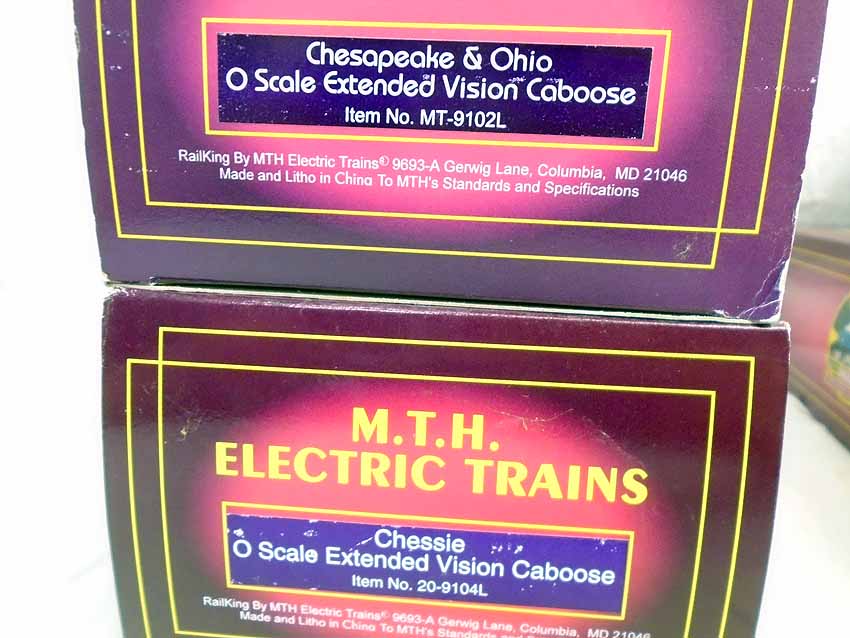 Chesapeake & Ohio
O Scale Extended Vision Caboose
Item No. MT-9102L
RailKing By MTH Electric Trains® 9693-A Gerwig Lane, Columbia, MD 21046
Made and Litho in China To MTH's Standards and Specifications
M.T.H.
ELECTRIC TRAINS
Chessie
O Scale Extended Vision Caboose
Item No. 20-9104L
RailKing By MTH Electric Trains® 9693-A Gerwig Lane, Columbia, MD 21046
Made and Litho in China To MTH's Standards and